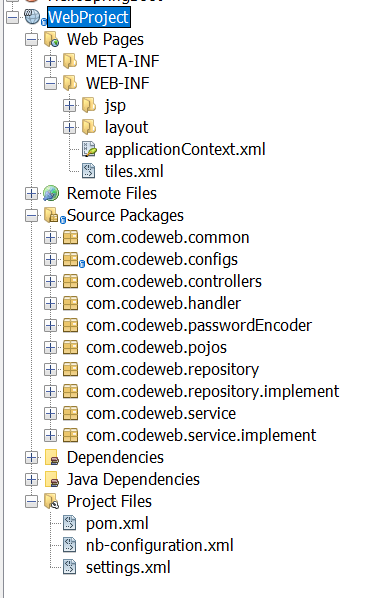 WebProject
Web Pages
META-INF
WEB-INF
jsp
layout
applicationContext.xml
tiles.xml
Remote Files
Source Packages
com.codeweb.common
com.codeweb.configs
com.codeweb.controllers
com.codeweb.handler
com.codeweb.passwordEncoder
com.codeweb.pojos
com.codeweb.repository
com.codeweb.repository.implement
com.codeweb.service
com.codeweb.service.implement
Dependencies
Java Dependencies
Project Files
pom.xml
nb-configuration.xml
settings.xml